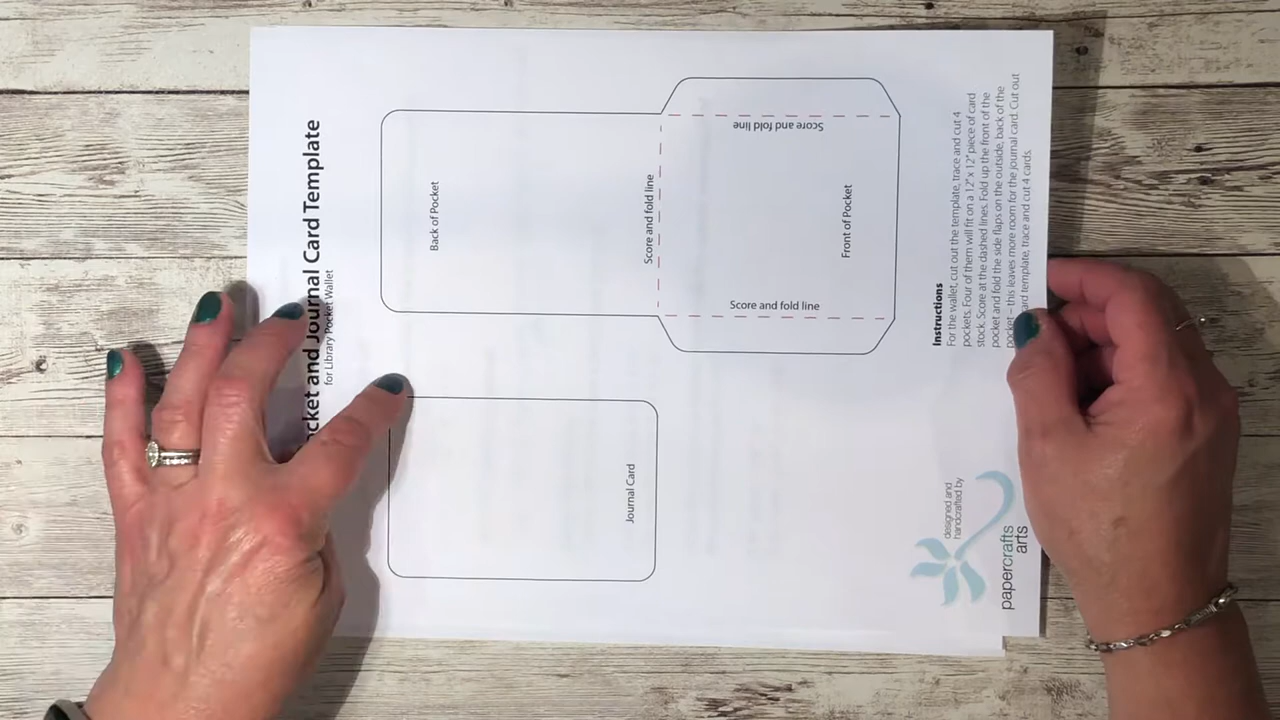 ocket and Journal Card Template
for Library Pocket Wallet
Back of Pocket
Score and fold line
Score and fold line
Score and fold line
Front of Pocket
Journal Card
Instructions
For the wallet, cut out the template, trace and cut 4
pockets. Four of them will fit on a 12" x 12" piece of card
stock. Score at the dashed lines. Fold up the front of the
pocket and fold the side flaps on the outside, back of the
pocket – this leaves more room for the journal card. Cut out
ard template, trace and cut 4 cards.
designed and
handcrafted by
papercrafts
arts